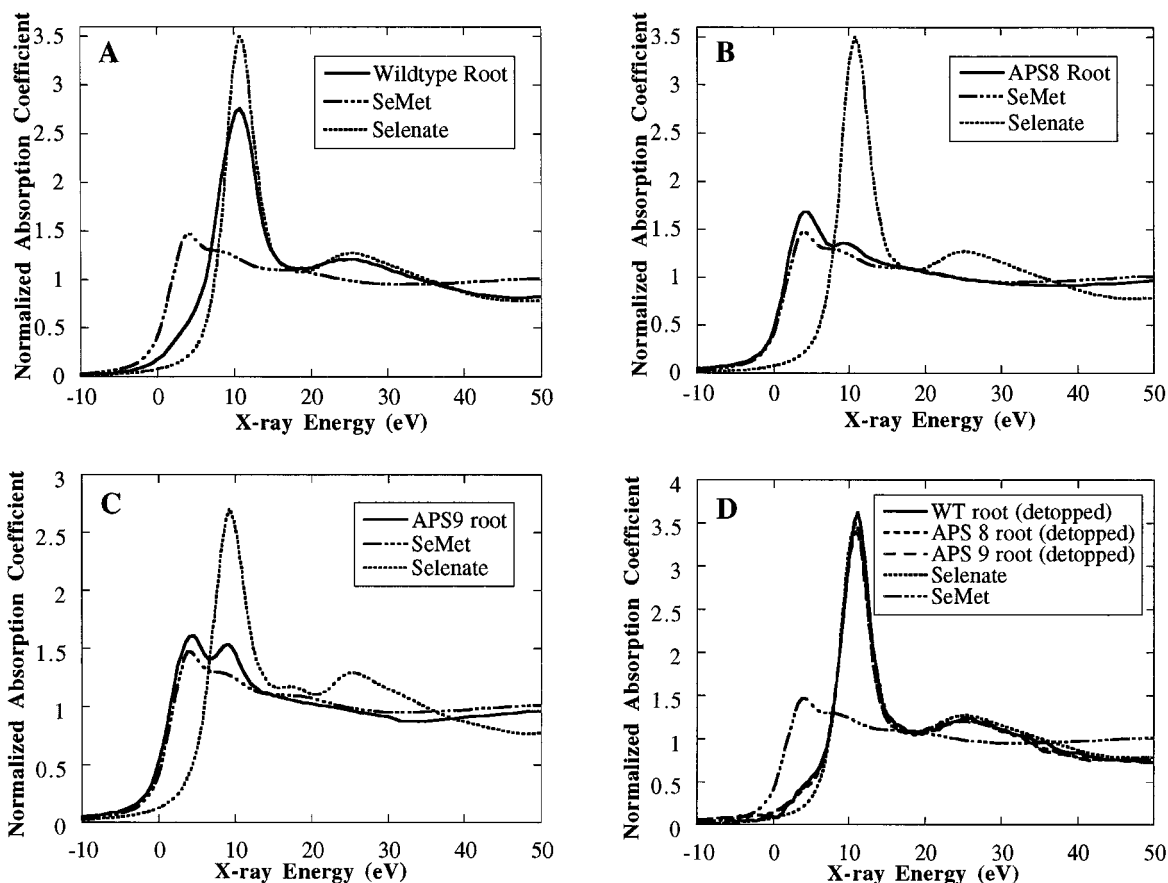 A
Normalized Absorption Coefficient
3.5
3
2.5
2
1.5
1
0.5
0
Wildtype Root
SeMet
Selenate
-10 0 10 20 30 40 50
X-ray Energy (eV)
B
Normalized Absorption Coefficient
3.5
3
2.5
2
1.5
1
0.5
0
APS8 Root
SeMet
Selenate
-10 0 10 20 30 40 50
X-ray Energy (eV)
C
Normalized Absorption Coefficient
3
2.5
2
1.5
1
0.5
0
APS9 root
SeMet
Selenate
-10 0 10 20 30 40 50
X-ray Energy (eV)
D
Normalized Absorption Coefficient
4
3.5
3
2.5
2
1.5
1
0.5
0
WT root (detopped)
APS 8 root (detopped)
APS 9 root (detopped)
Selenate
SeMet
-10 0 10 20 30 40 50
X-ray Energy (eV)